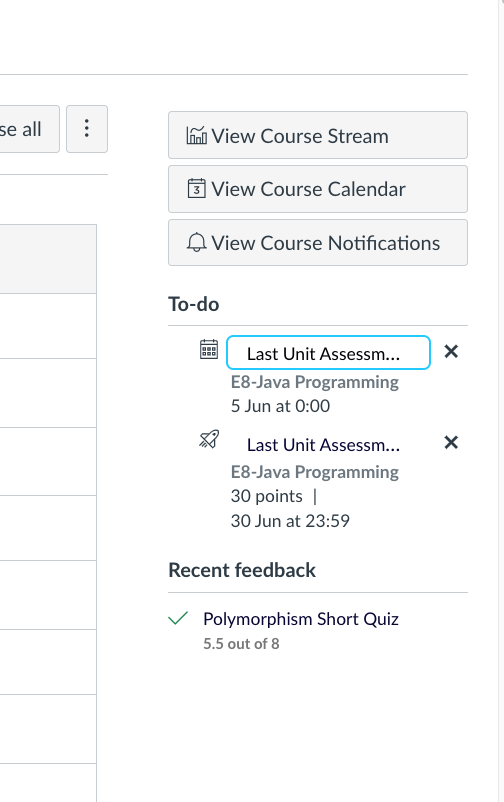 se all
View Course Stream
3
View Course Calendar
View Course Notifications
To-do
Last Unit Assessm...
E8-Java Programming
5 Jun at 0:00
Last Unit Assessm...
E8-Java Programming
30 points |
30 Jun at 23:59
Recent feedback
Polymorphism Short Quiz
5.5 out of 8